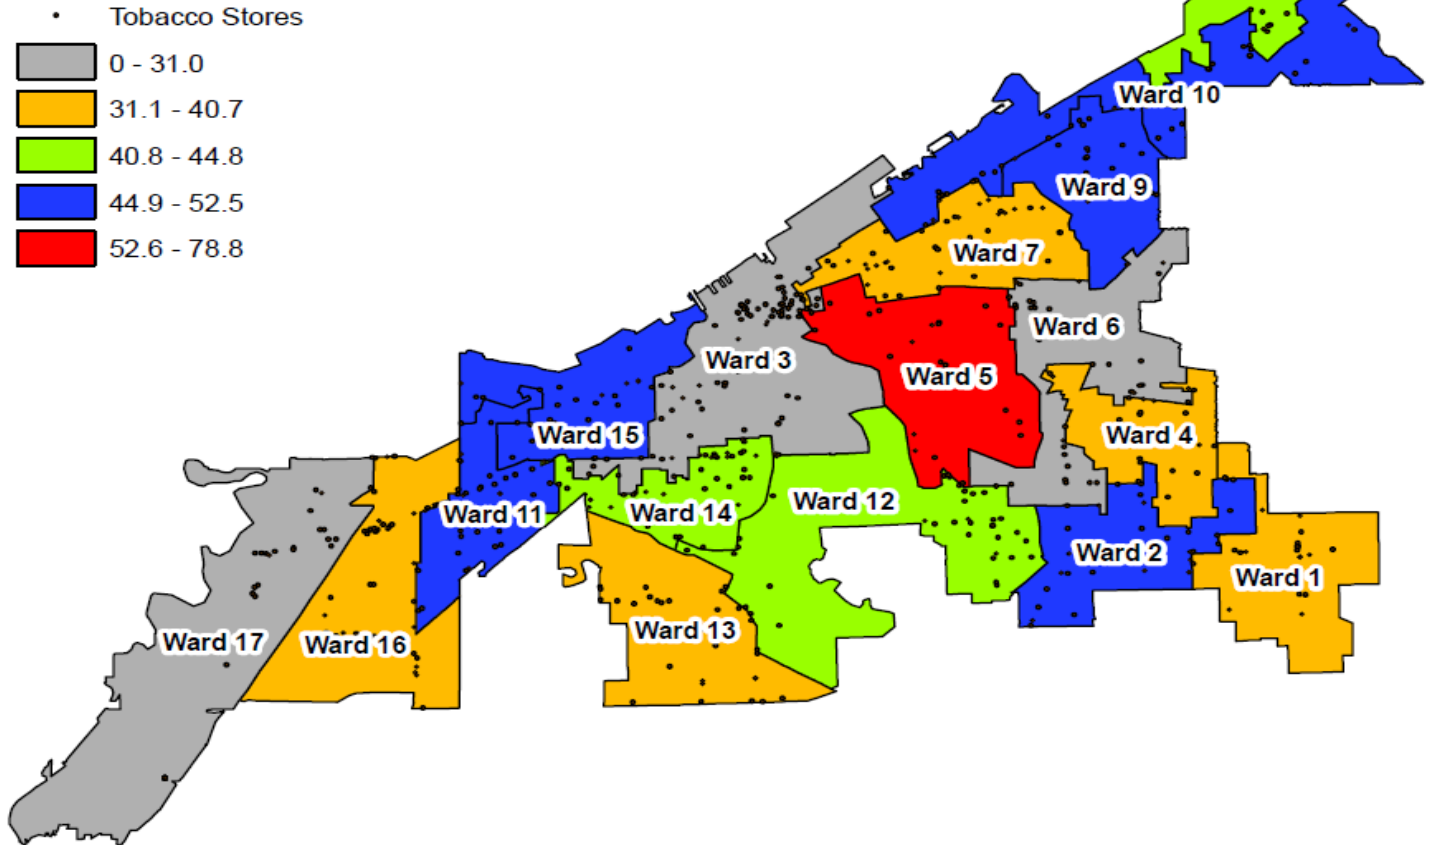 Tobacco Stores
0 - 31.0
31.1 - 40.7
40.8 - 44.8
44.9 - 52.5
52.6 - 78.8
Ward 10
Ward 9
Ward 7
Ward 6
Ward 3
Ward 5
Ward 15
Ward 4
Ward 12
Ward 11
Ward 14
Ward 2
Ward 1
Ward 13
Ward 17
Ward 16